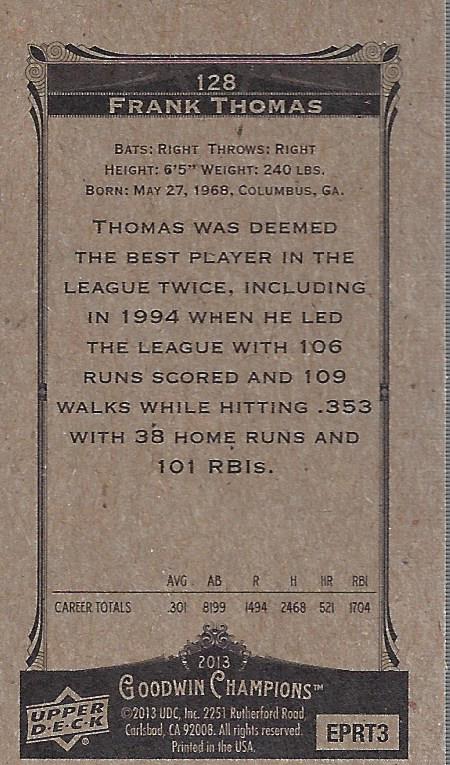 128
FRANK THOMAS
BATS: RIGHT THROWS: RIGHT
HEIGHT: 6'5" WEIGHT: 240 LBS.
BORN: MAY 27, 1968, COLUMBUS, GA.
THOMAS WAS DEEMED
THE BEST PLAYER IN THE
LEAGUE TWICE, INCLUDING
IN 1994 WHEN HE LED
THE LEAGUE WITH 106
RUNS SCORED AND 109
WALKS WHILE HITTING .353
WITH 38 HOME RUNS AND
101 RBIS.
AVG AB R H HR RBI
CAREER TOTALS .301 8199 1494 2468 521 1704
2013
GOODWIN CHAMPIONS™
UPPER
D·E·C·K®
©2013 UDC, Inc. 2251 Rutherford Road,
Carlsbad, CA 92008. All rights reserved.
Printed in the USA.
EPRT3